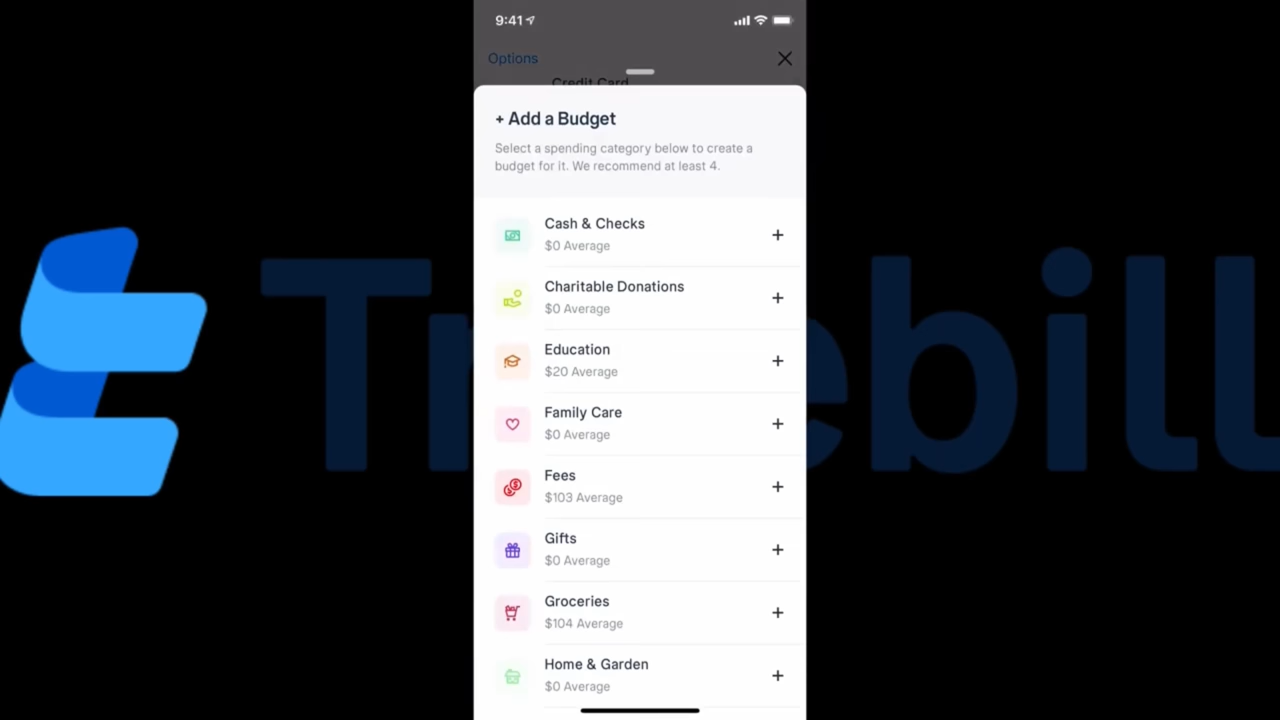 9:41
Options
Credit Card
+ Add a Budget
Select a spending category below to create a
budget for it. We recommend at least 4.
Cash & Checks
$0 Average
Charitable Donations
$0 Average
Education
$20 Average
Family Care
$0 Average
Fees
$103 Average
Gifts
$0 Average
Groceries
$104 Average
Home & Garden
$0 Average